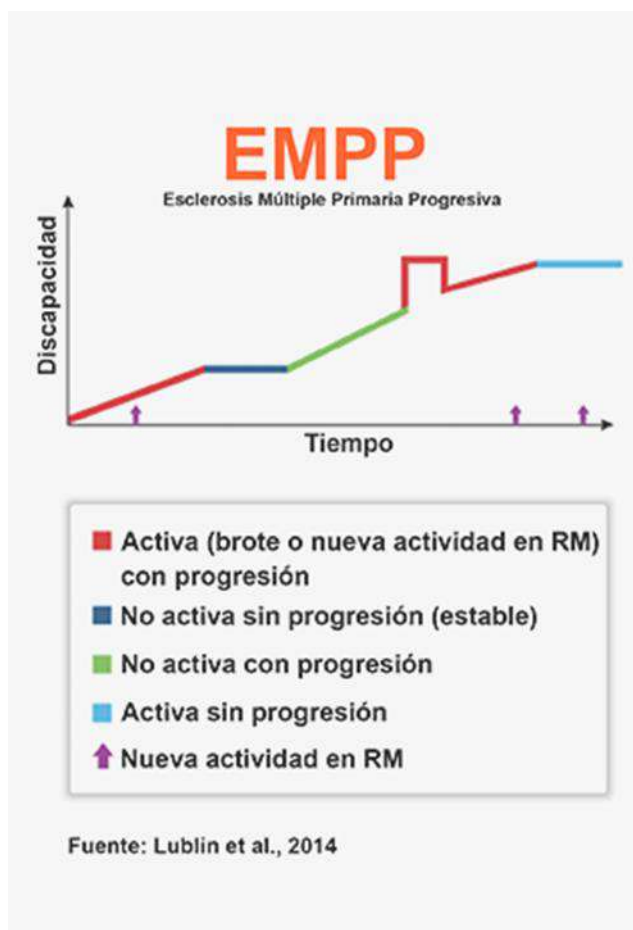 EMPP
Esclerosis Múltiple Primaria Progresiva
Discapacidad
Tiempo
Activa (brote o nueva actividad en RM)
con progresión
No activa sin progresión (estable)
No activa con progresión
Activa sin progresión
Nueva actividad en RM
Fuente: Lublin et al., 2014